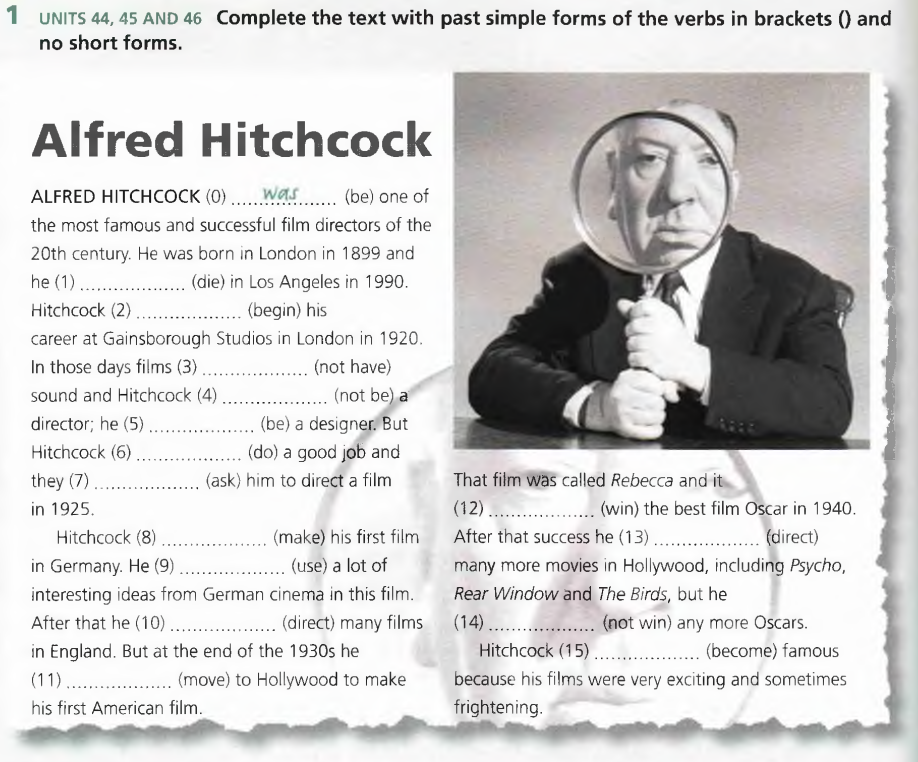 1 UNITS 44, 45 AND 46 Complete the text with past simple forms of the verbs in brackets () and
no short forms.
Alfred Hitchcock
ALFRED HITCHCOCK (0) .....was...... (be) one of
the most famous and successful film directors of the
20th century. He was born in London in 1899 and
he (1) ................... (die) in Los Angeles in 1990.
Hitchcock (2) ................... (begin) his
career at Gainsborough Studios in London in 1920.
In those days films (3) ................... (not have)
sound and Hitchcock (4) ................... (not be) a
director; he (5) ................... (be) a designer. But
Hitchcock (6) ................... (do) a good job and
they (7) ................... (ask) him to direct a film
in 1925.
Hitchcock (8) ................... (make) his first film
in Germany. He (9) ................... (use) a lot of
interesting ideas from German cinema in this film.
After that he (10) ................... (direct) many films
in England. But at the end of the 1930s he
(11) ................... (move) to Hollywood to make
his first American film.
That film was called Rebecca and it
(12) ................... (win) the best film Oscar in 1940.
After that success he (13) ................... (direct)
many more movies in Hollywood, including Psycho,
Rear Window and The Birds, but he
(14) ................... (not win) any more Oscars.
Hitchcock (15) ................... (become) famous
because his films were very exciting and sometimes
frightening.